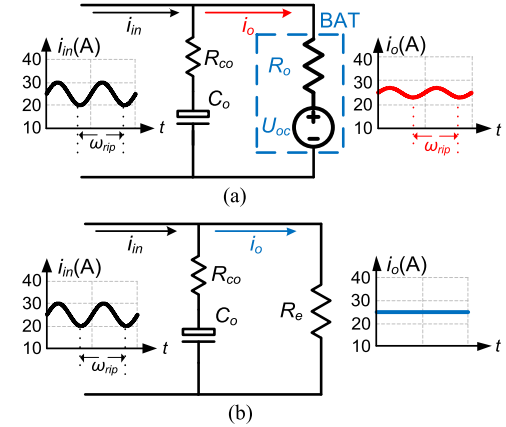 i_in
i_o
BAT
i_in(A)
40
30
20
10
t
ω_rip
R_co
C_o
R_o
U_oc
+
−
i_o(A)
40
30
20
10
t
ω_rip
(a)
i_in
i_o
i_in(A)
40
30
20
10
t
ω_rip
R_co
C_o
R_e
i_o(A)
40
30
20
10
t
(b)